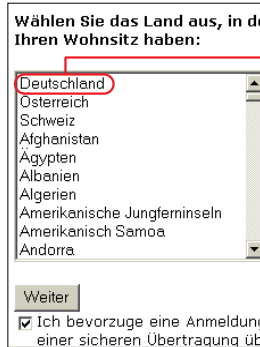 Wählen Sie das Land aus, in de
Ihren Wohnsitz haben:
Deutschland
Österreich
Schweiz
Afghanistan
Ägypten
Albanien
Algerien
Amerikanische Jungferninseln
Amerikanisch Samoa
Andorra
Weiter
Ich bevorzuge eine Anmeldung
einer sicheren Übertragung üb